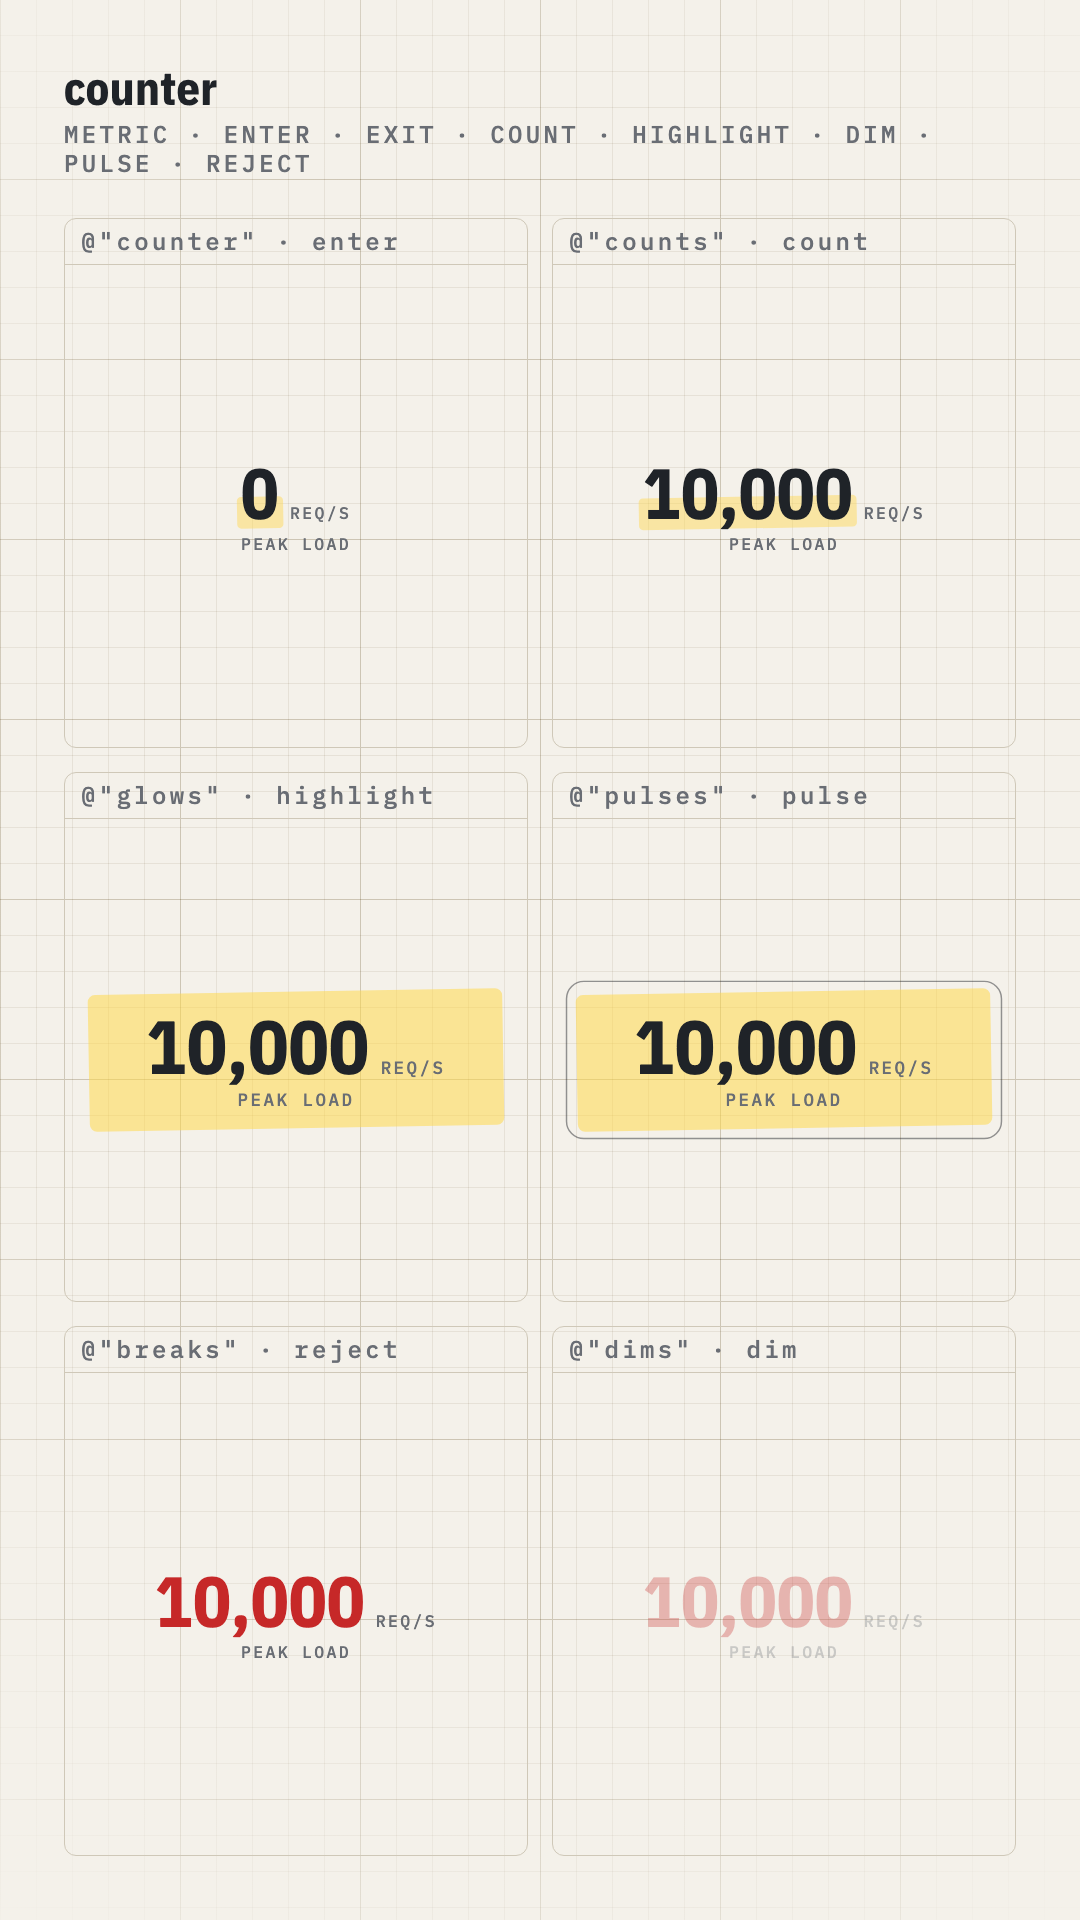 counter
METRIC · ENTER · EXIT · COUNT · HIGHLIGHT · DIM ·
PULSE · REJECT
@"counter" · enter
0 REQ/S
PEAK LOAD
@"counts" · count
10,000 REQ/S
PEAK LOAD
@"glows" · highlight
10,000 REQ/S
PEAK LOAD
@"pulses" · pulse
10,000 REQ/S
PEAK LOAD
@"breaks" · reject
10,000 REQ/S
PEAK LOAD
@"dims" · dim
10,000 REQ/S
PEAK LOAD